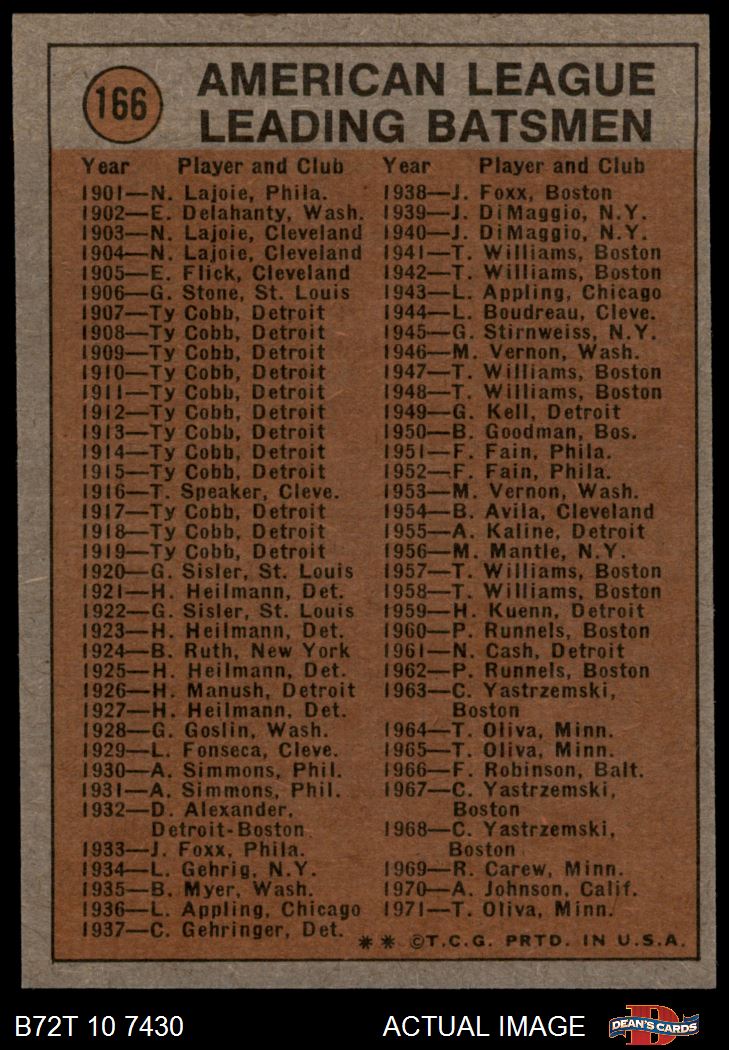 166
AMERICAN LEAGUE
LEADING BATSMEN
Year Player and Club
1901—N. Lajoie, Phila.
1902—E. Delahanty, Wash.
1903—N. Lajoie, Cleveland
1904—N. Lajoie, Cleveland
1905—E. Flick, Cleveland
1906—G. Stone, St. Louis
1907—Ty Cobb, Detroit
1908—Ty Cobb, Detroit
1909—Ty Cobb, Detroit
1910—Ty Cobb, Detroit
1911—Ty Cobb, Detroit
1912—Ty Cobb, Detroit
1913—Ty Cobb, Detroit
1914—Ty Cobb, Detroit
1915—Ty Cobb, Detroit
1916—T. Speaker, Cleve.
1917—Ty Cobb, Detroit
1918—Ty Cobb, Detroit
1919—Ty Cobb, Detroit
1920—G. Sisler, St. Louis
1921—H. Heilmann, Det.
1922—G. Sisler, St. Louis
1923—H. Heilmann, Det.
1924—B. Ruth, New York
1925—H. Heilmann, Det.
1926—H. Manush, Detroit
1927—H. Heilmann, Det.
1928—G. Goslin, Wash.
1929—L. Fonseca, Cleve.
1930—A. Simmons, Phil.
1931—A. Simmons, Phil.
1932—D. Alexander,
Detroit-Boston
1933—J. Foxx, Phila.
1934—L. Gehrig, N.Y.
1935—B. Myer, Wash.
1936—L. Appling, Chicago
1937—C. Gehringer, Det.
Year Player and Club
1938—J. Foxx, Boston
1939—J. DiMaggio, N.Y.
1940—J. DiMaggio, N.Y.
1941—T. Williams, Boston
1942—T. Williams, Boston
1943—L. Appling, Chicago
1944—L. Boudreau, Cleve.
1945—G. Stirnweiss, N.Y.
1946—M. Vernon, Wash.
1947—T. Williams, Boston
1948—T. Williams, Boston
1949—G. Kell, Detroit
1950—B. Goodman, Bos.
1951—F. Fain, Phila.
1952—F. Fain, Phila.
1953—M. Vernon, Wash.
1954—B. Avila, Cleveland
1955—A. Kaline, Detroit
1956—M. Mantle, N.Y.
1957—T. Williams, Boston
1958—T. Williams, Boston
1959—H. Kuenn, Detroit
1960—P. Runnels, Boston
1961—N. Cash, Detroit
1962—P. Runnels, Boston
1963—C. Yastrzemski,
Boston
1964—T. Oliva, Minn.
1965—T. Oliva, Minn.
1966—F. Robinson, Balt.
1967—C. Yastrzemski,
Boston
1968—C. Yastrzemski,
Boston
1969—R. Carew, Minn.
1970—A. Johnson, Calif.
1971—T. Oliva, Minn.
** ©T.C.G. PRTD. IN U.S.A.
B72T 10 7430
ACTUAL IMAGE
D
DEAN'S CARDS